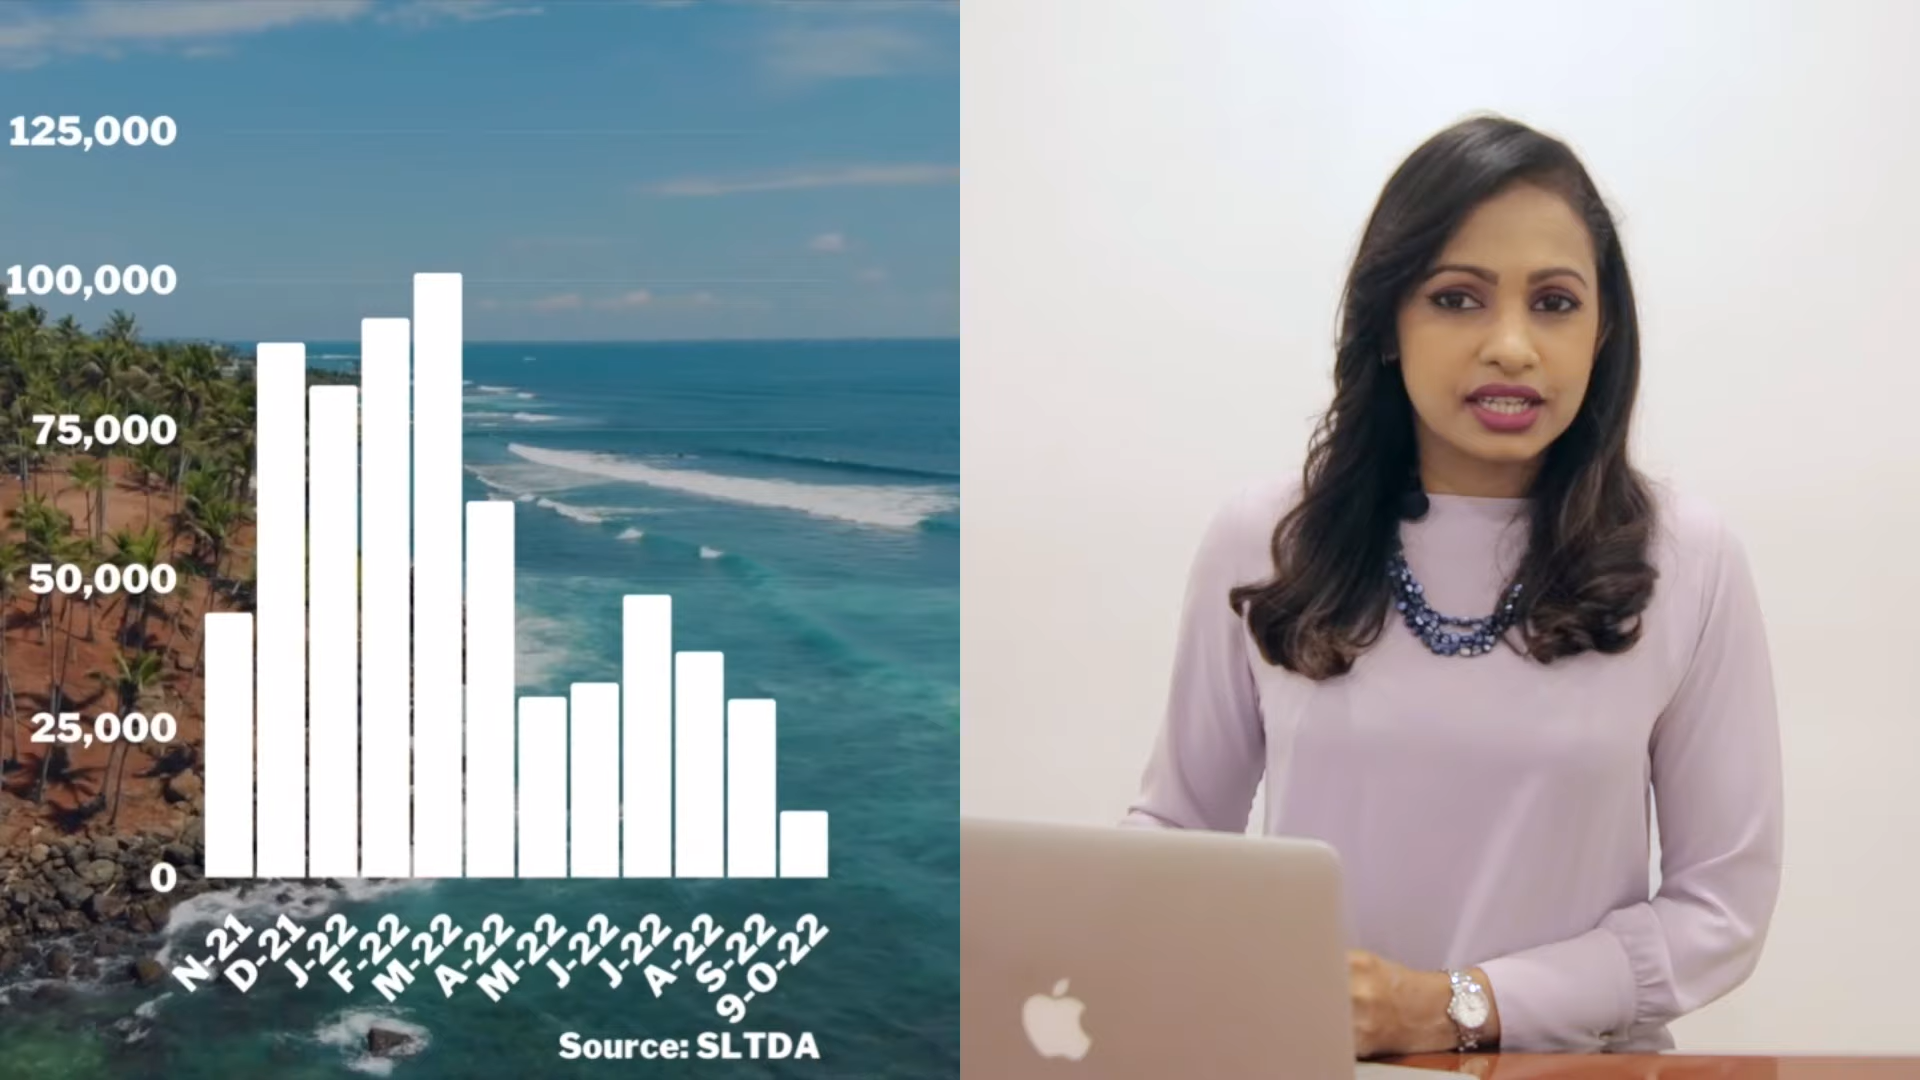 125,000
100,000
75,000
50,000
25,000
0
N-21
D-21
J-22
F-22
M-22
A-22
M-22
J-22
J-22
A-22
S-22
9-O-22
Source: SLTDA